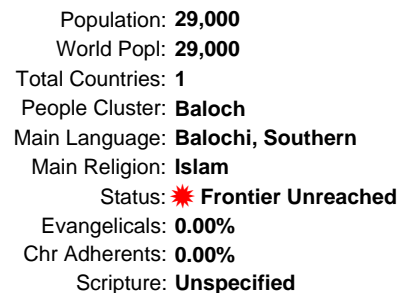 Population: 29,000
World Popl: 29,000
Total Countries: 1
People Cluster: Baloch
Main Language: Balochi, Southern
Main Religion: Islam
Status: Frontier Unreached
Evangelicals: 0.00%
Chr Adherents: 0.00%
Scripture: Unspecified